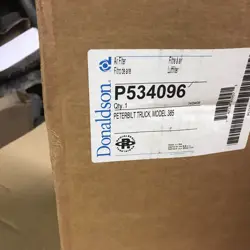 Donaldson
Air Filter
Filtre à air
Filtro de aire
Luftfilter
P534096
Qty. 1
PETERBILT TRUCK, MODEL 385
R